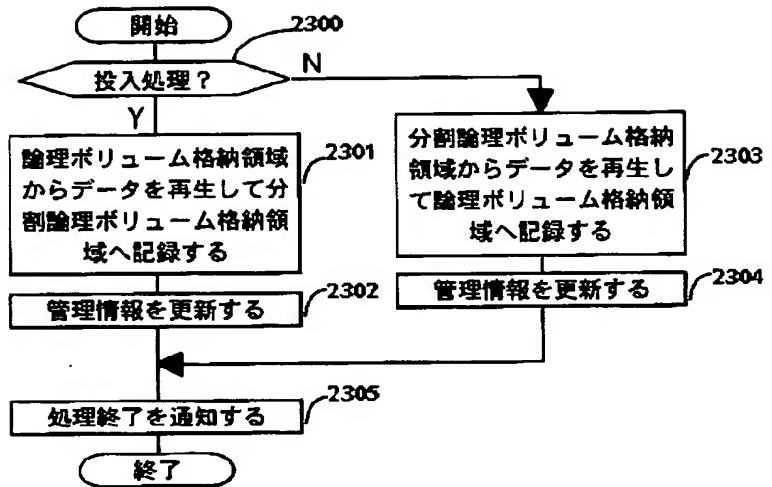 開始
2300
投入処理？
N
Y
論理ボリューム格納領域
からデータを再生して分
割論理ボリューム格納領
域へ記録する
2301
管理情報を更新する
2302
分割論理ボリューム格納
領域からデータを再生し
て論理ボリューム格納領
域へ記録する
2303
管理情報を更新する
2304
処理終了を通知する
2305
終了